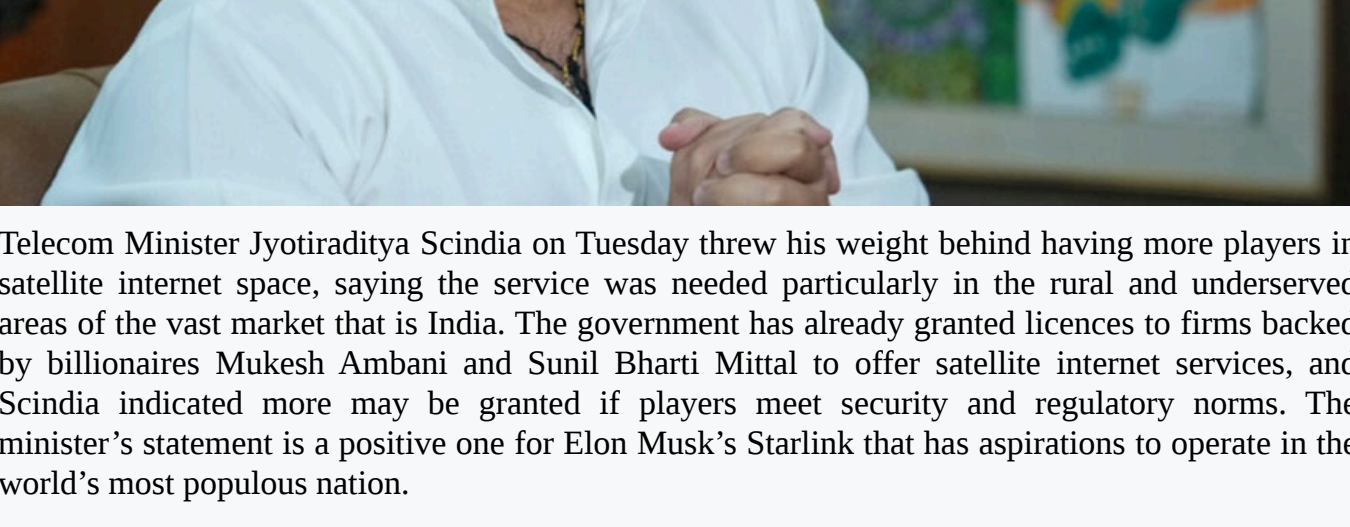 Telecom Minister Jyotiraditya Scindia on Tuesday threw his weight behind having more players in
satellite internet space, saying the service was needed particularly in the rural and underserved
areas of the vast market that is India. The government has already granted licences to firms backed
by billionaires Mukesh Ambani and Sunil Bharti Mittal to offer satellite internet services, and
Scindia indicated more may be granted if players meet security and regulatory norms. The
minister’s statement is a positive one for Elon Musk’s Starlink that has aspirations to operate in the
world’s most populous nation.